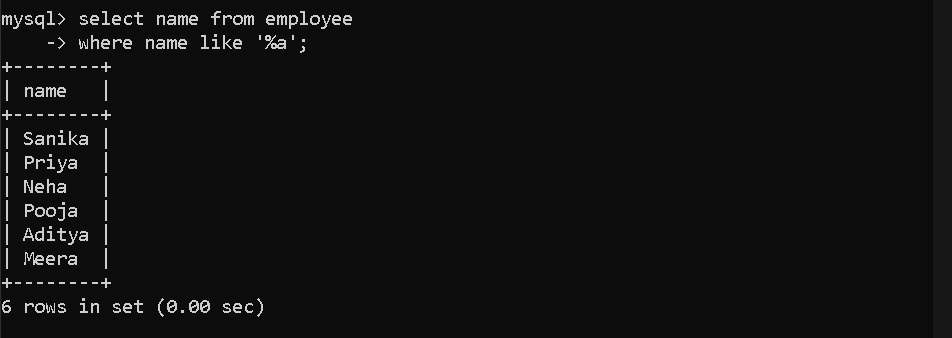 mysql> select name from employee
    -> where name like '%a';
+--------+
| name   |
+--------+
| Sanika |
| Priya  |
| Neha   |
| Pooja  |
| Aditya |
| Meera  |
+--------+
6 rows in set (0.00 sec)